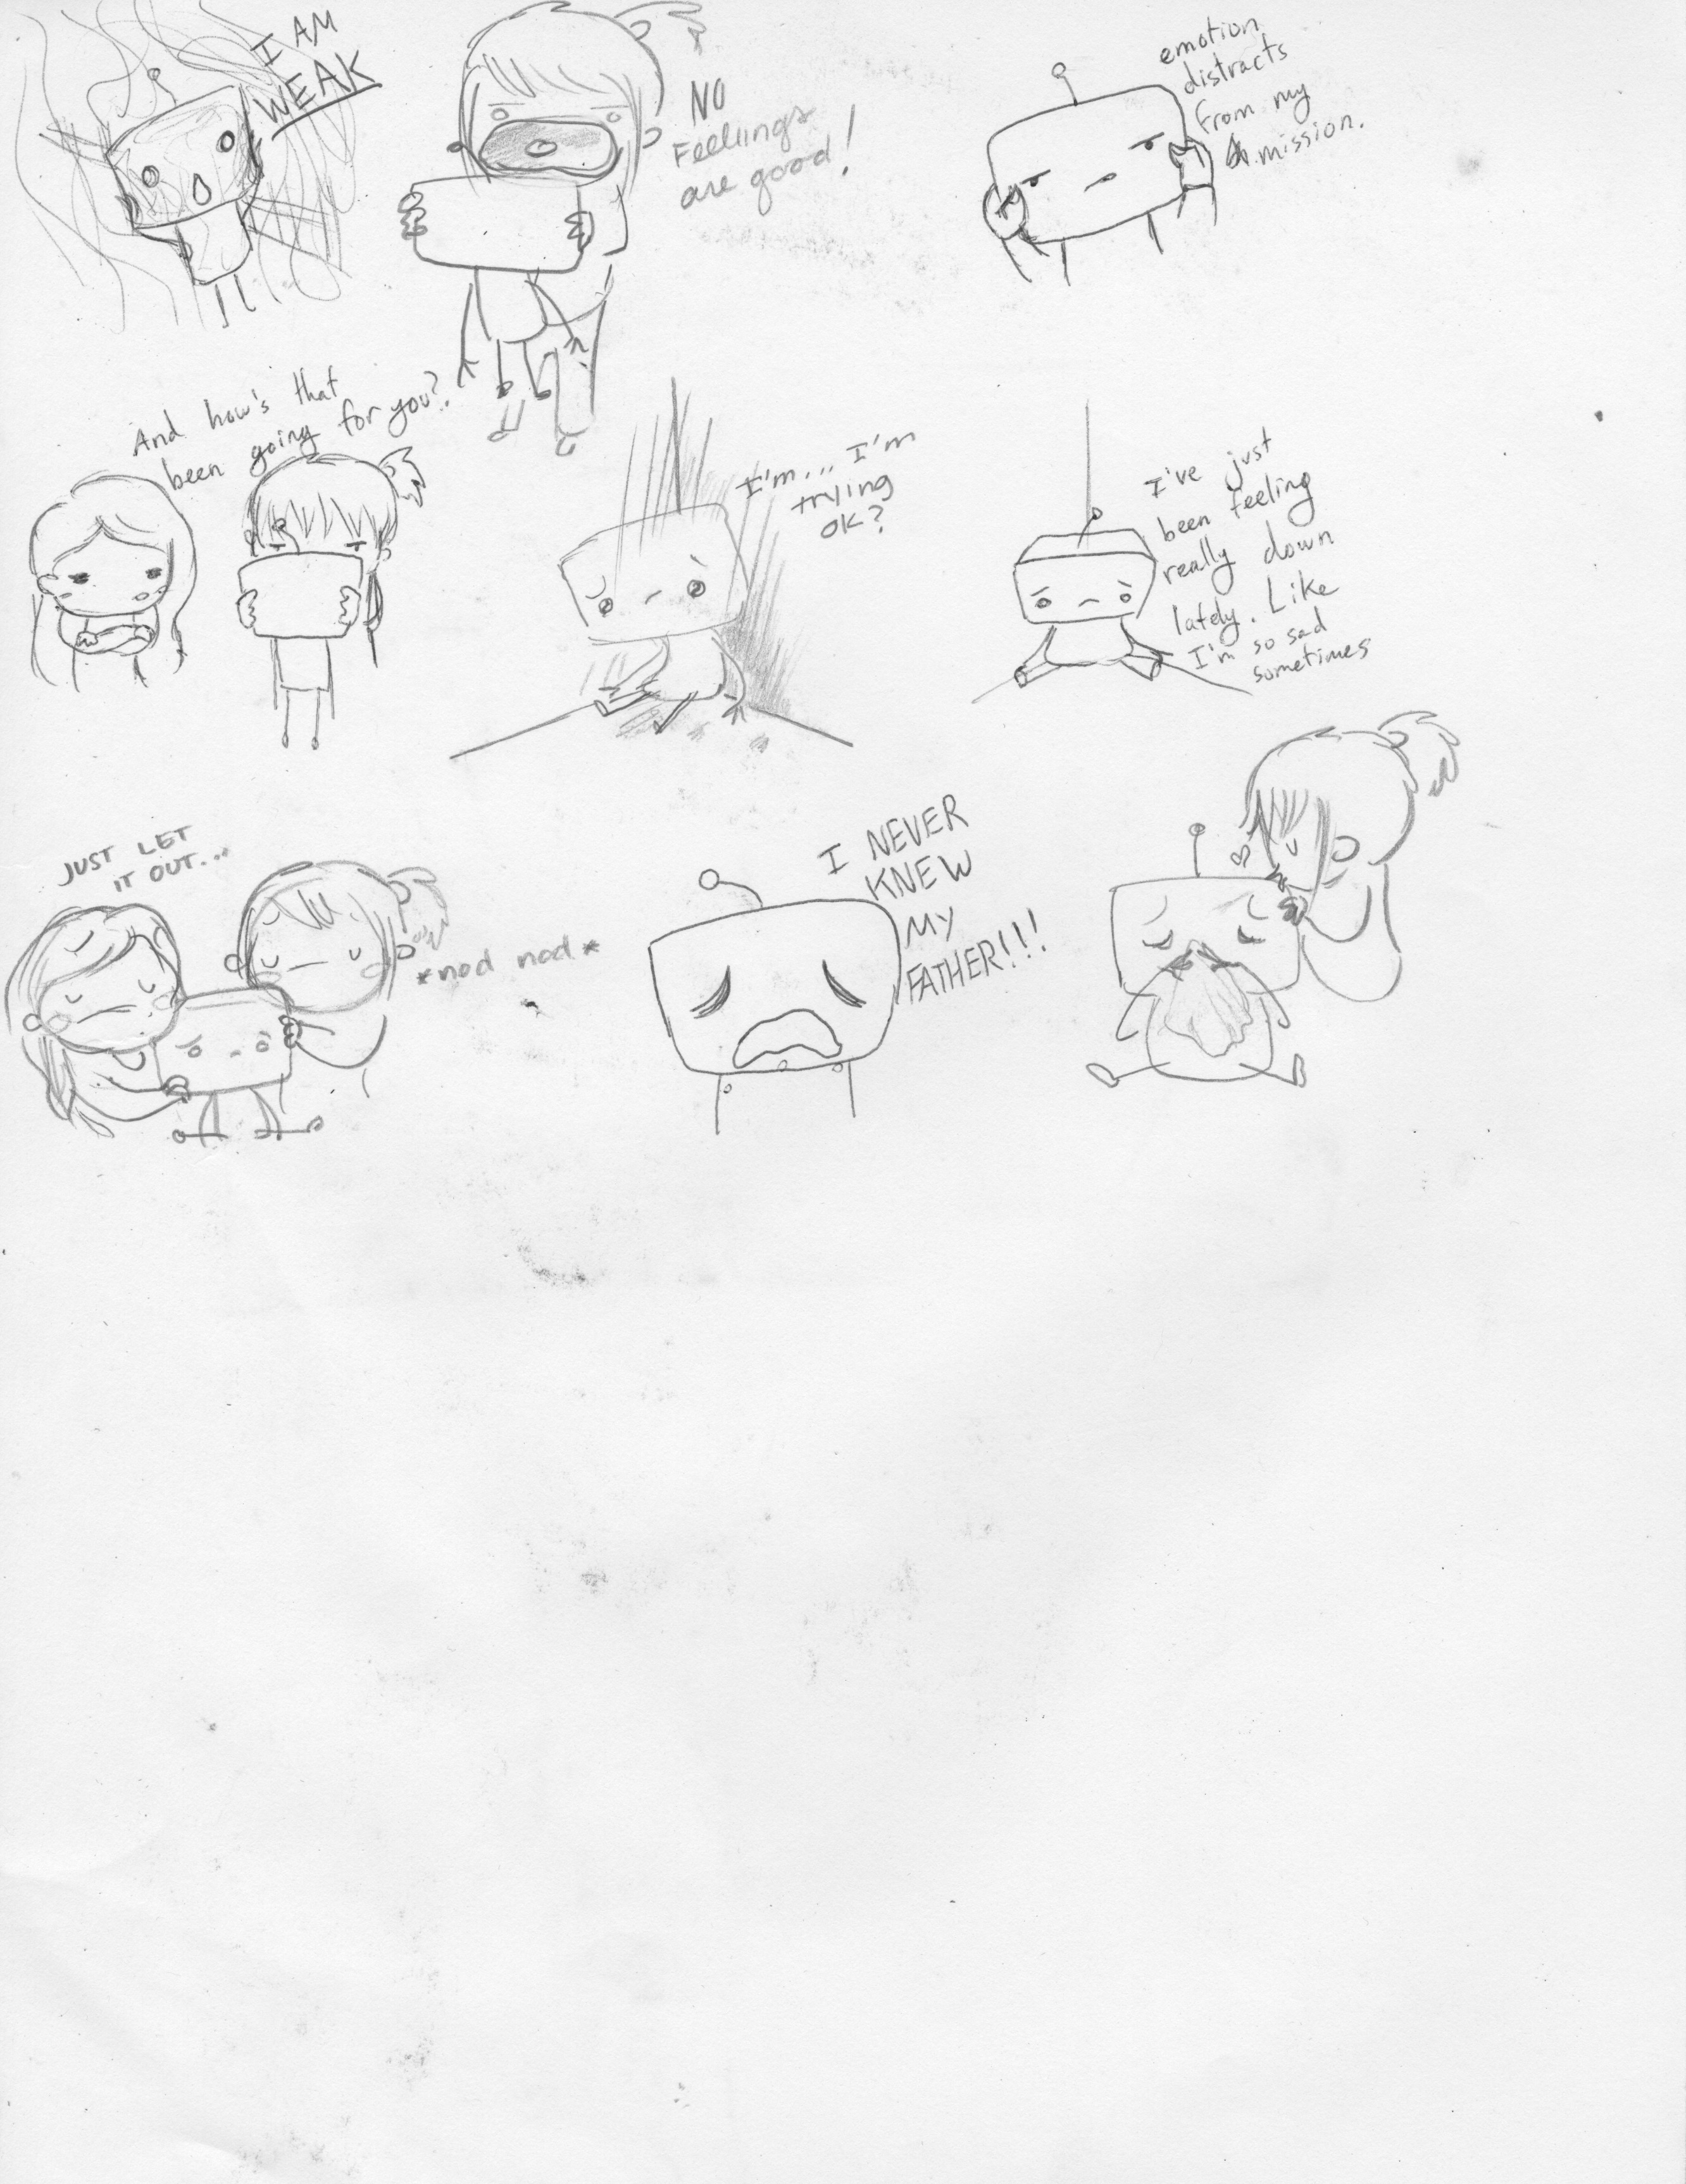 I AM
WEAK
NO
Feeliings
are good!
emotion
distracts
from my
mission.
And how's that
been going for you?
I'm... I'm
trying
OK?
I've just
been feeling
really down
lately. Like
I'm so sad
sometimes
JUST LET
IT OUT...
*nod nod*
I NEVER
KNEW
MY
FATHER!!!